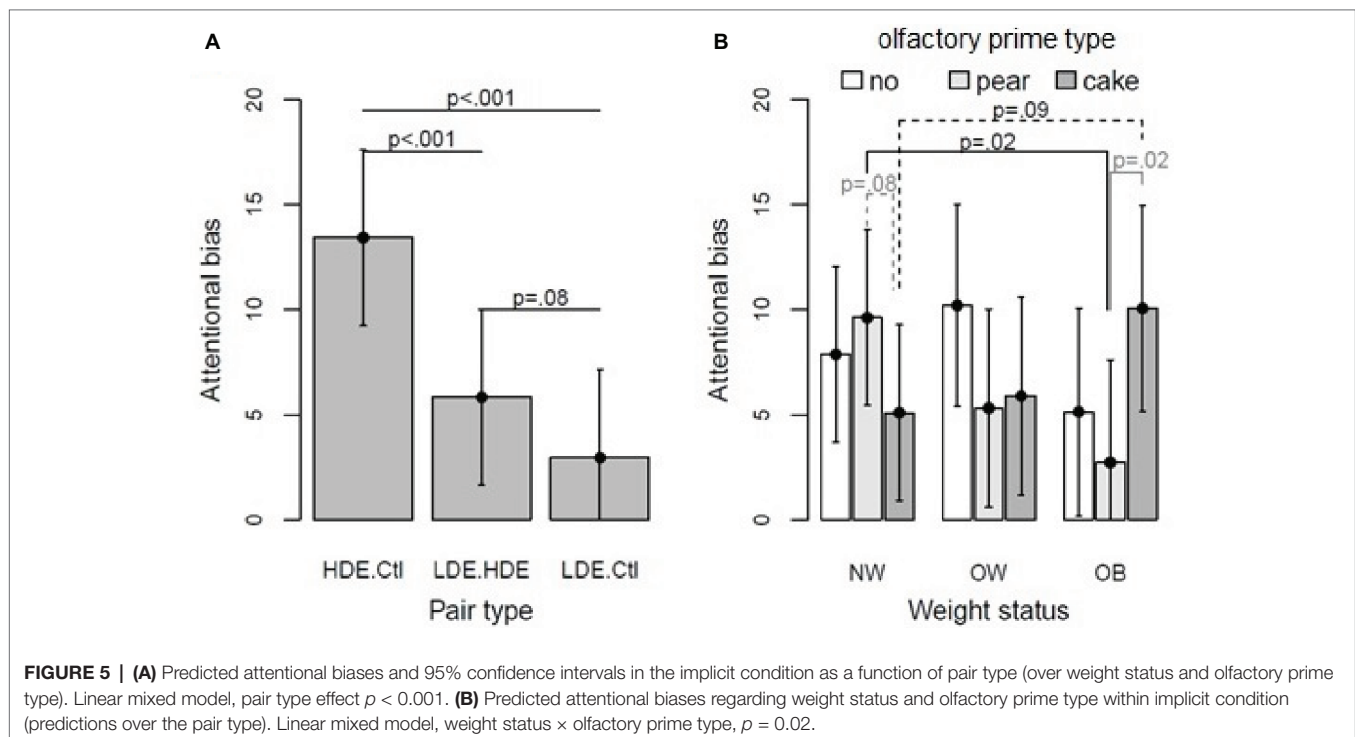 A
p<.001
p<.001
p=.08
Attentional bias
20
15
10
5
0
HDE.Ctl LDE.HDE LDE.Ctl
Pair type
B
olfactory prime type
no pear cake
p=.09
p=.02
p=.02
p=.08
Attentional bias
20
15
10
5
0
NW OW OB
Weight status
FIGURE 5 | (A) Predicted attentional biases and 95% confidence intervals in the implicit condition as a function of pair type (over weight status and olfactory prime
type). Linear mixed model, pair type effect p < 0.001. (B) Predicted attentional biases regarding weight status and olfactory prime type within implicit condition
(predictions over the pair type). Linear mixed model, weight status × olfactory prime type, p = 0.02.